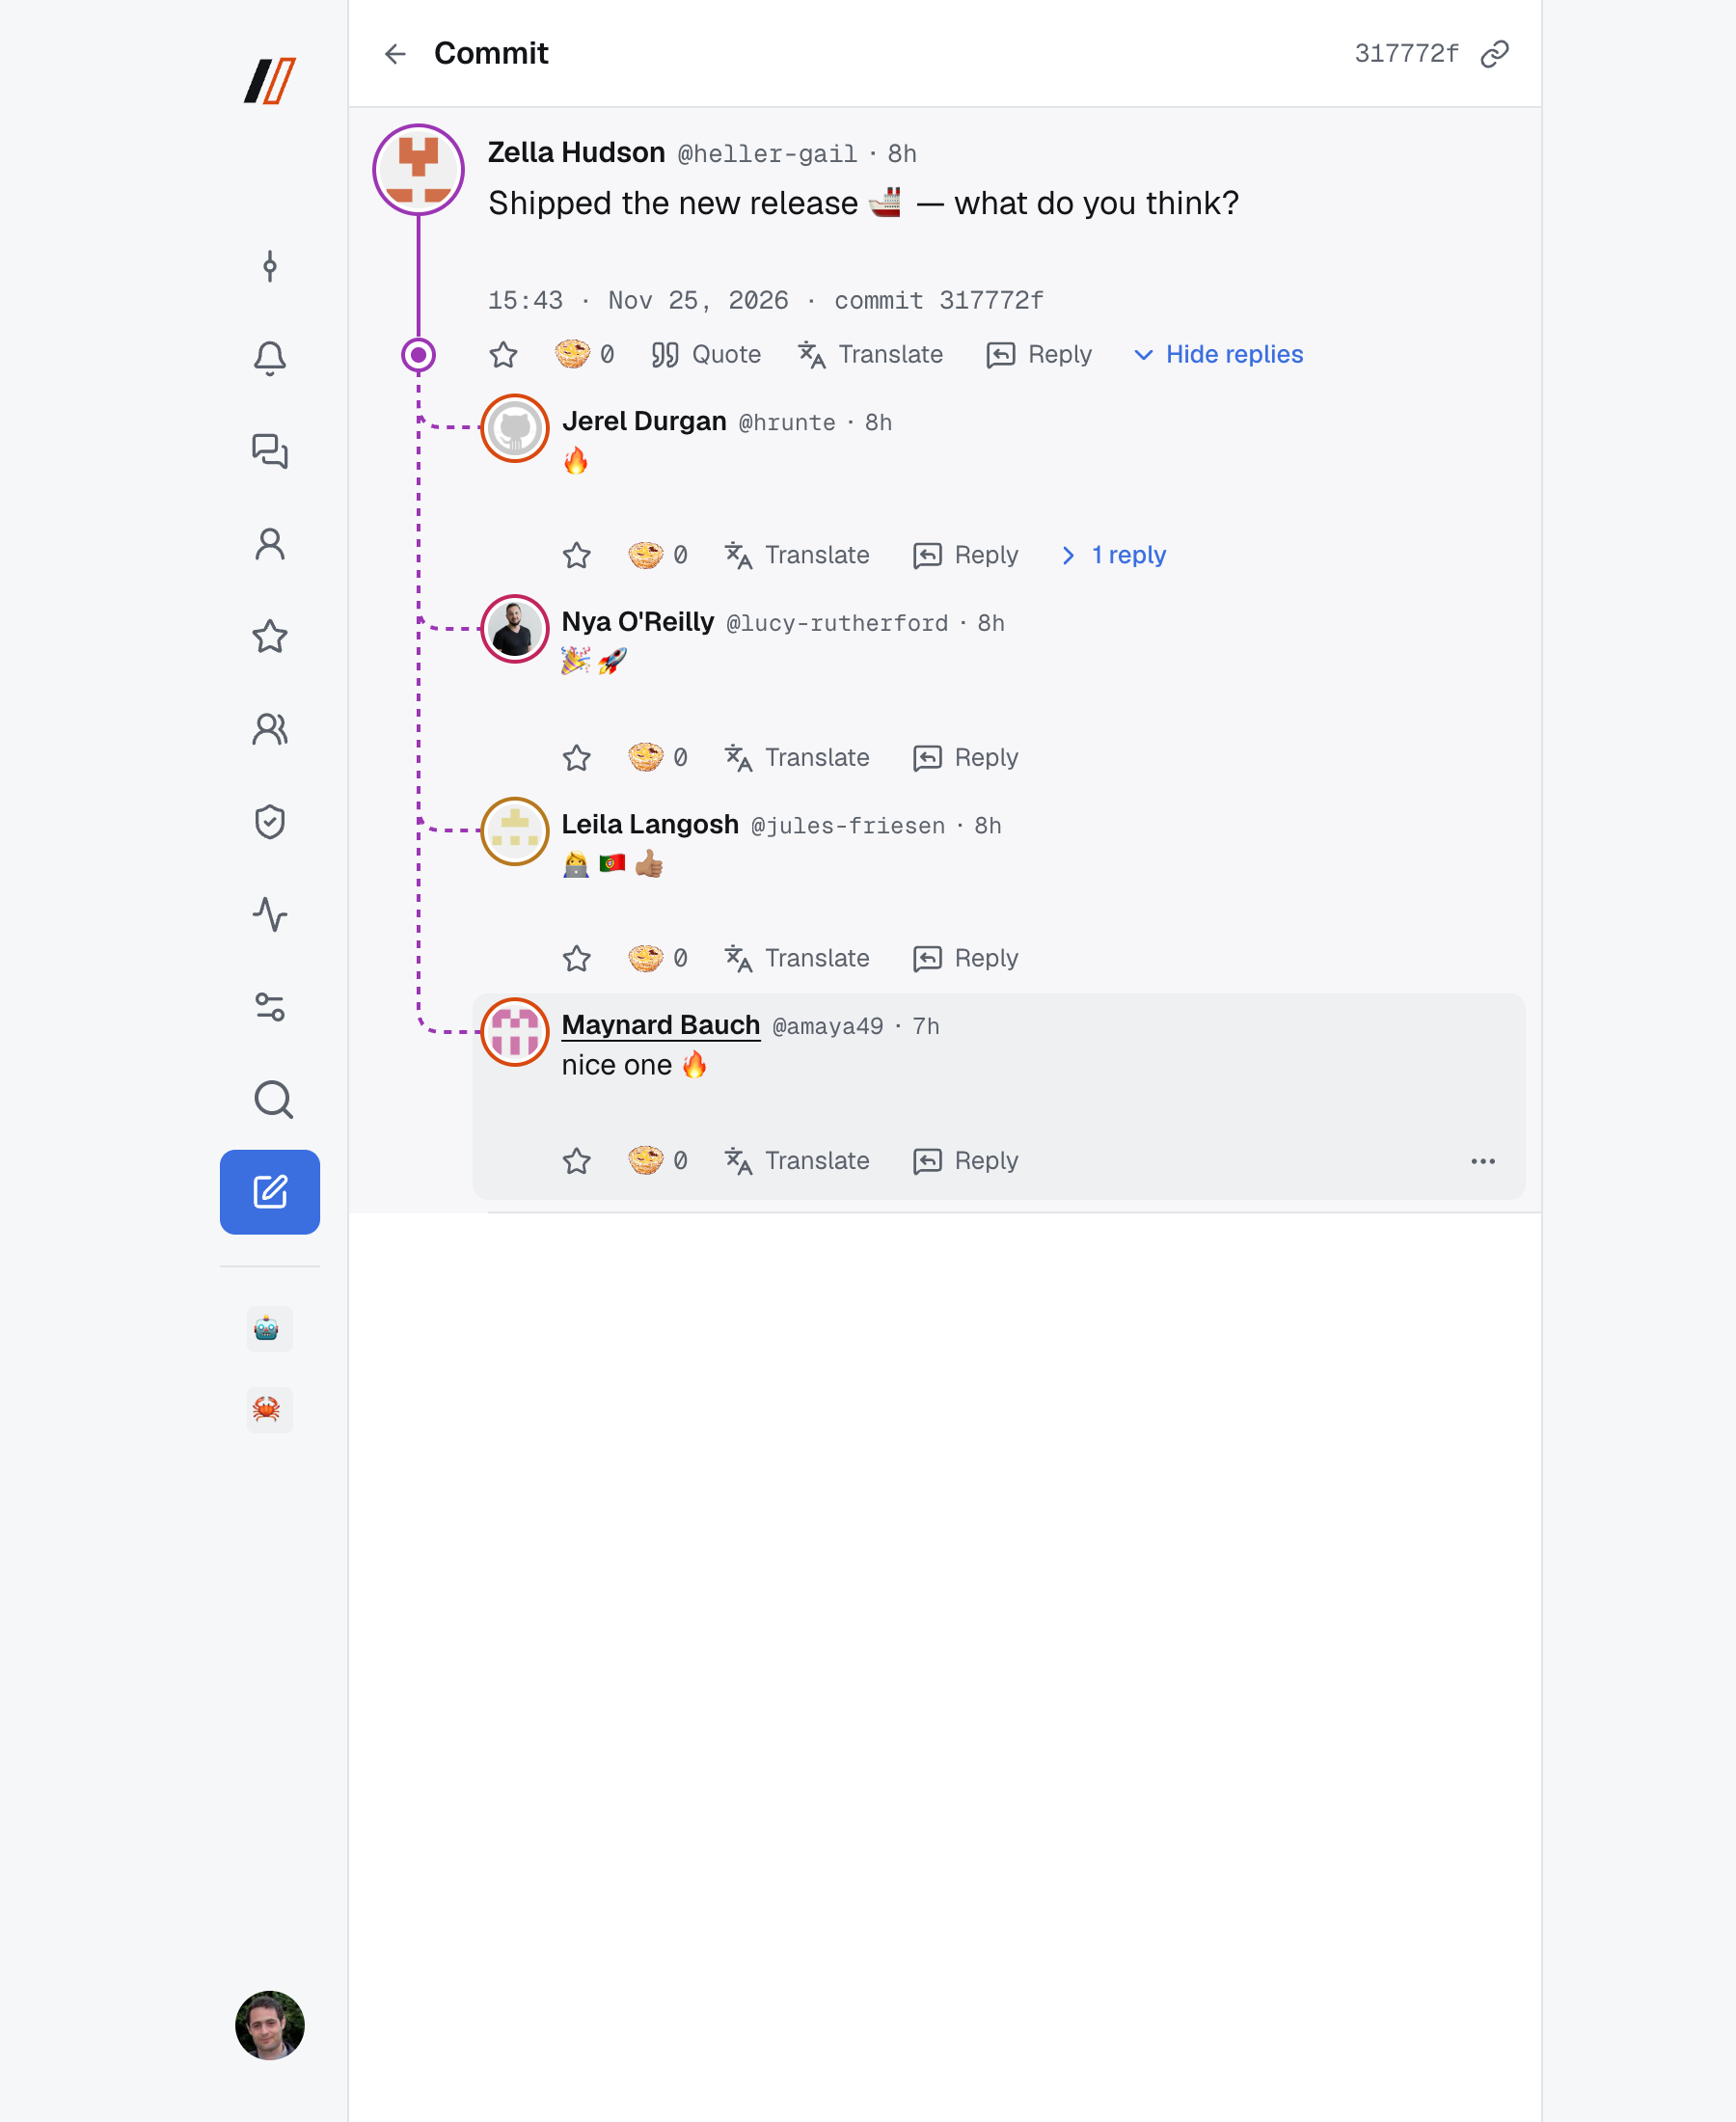 Commit
317772f
Zella Hudson @heller-gail · 8h
Shipped the new release 🚢 — what do you think?
15:43 · Nov 25, 2026 · commit 317772f
0 Quote Translate Reply Hide replies
Jerel Durgan @hrunte · 8h
🔥
0 Translate Reply 1 reply
Nya O'Reilly @lucy-rutherford · 8h
🎉 🚀
0 Translate Reply
Leila Langosh @jules-friesen · 8h
👩‍💻 🇵🇹 👍🏽
0 Translate Reply
Maynard Bauch @amaya49 · 7h
nice one 🔥
0 Translate Reply